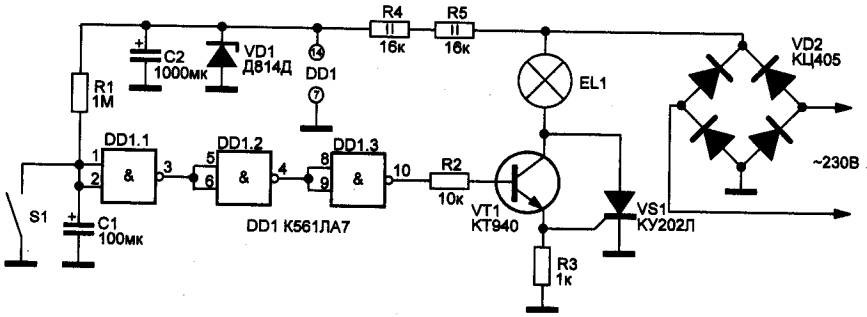 R4
16к
R5
16к
C2
1000мк
+
VD1
Д814Д
14
DD1
7
EL1
VD2
КЦ405
R1
1М
DD1.1
1
2
&
3
DD1.2
5
6
&
4
DD1.3
8
9
&
10
R2
10к
~230В
S1
+
C1
100мк
DD1 К561ЛА7
VT1
КТ940
VS1
КУ202Л
R3
1к